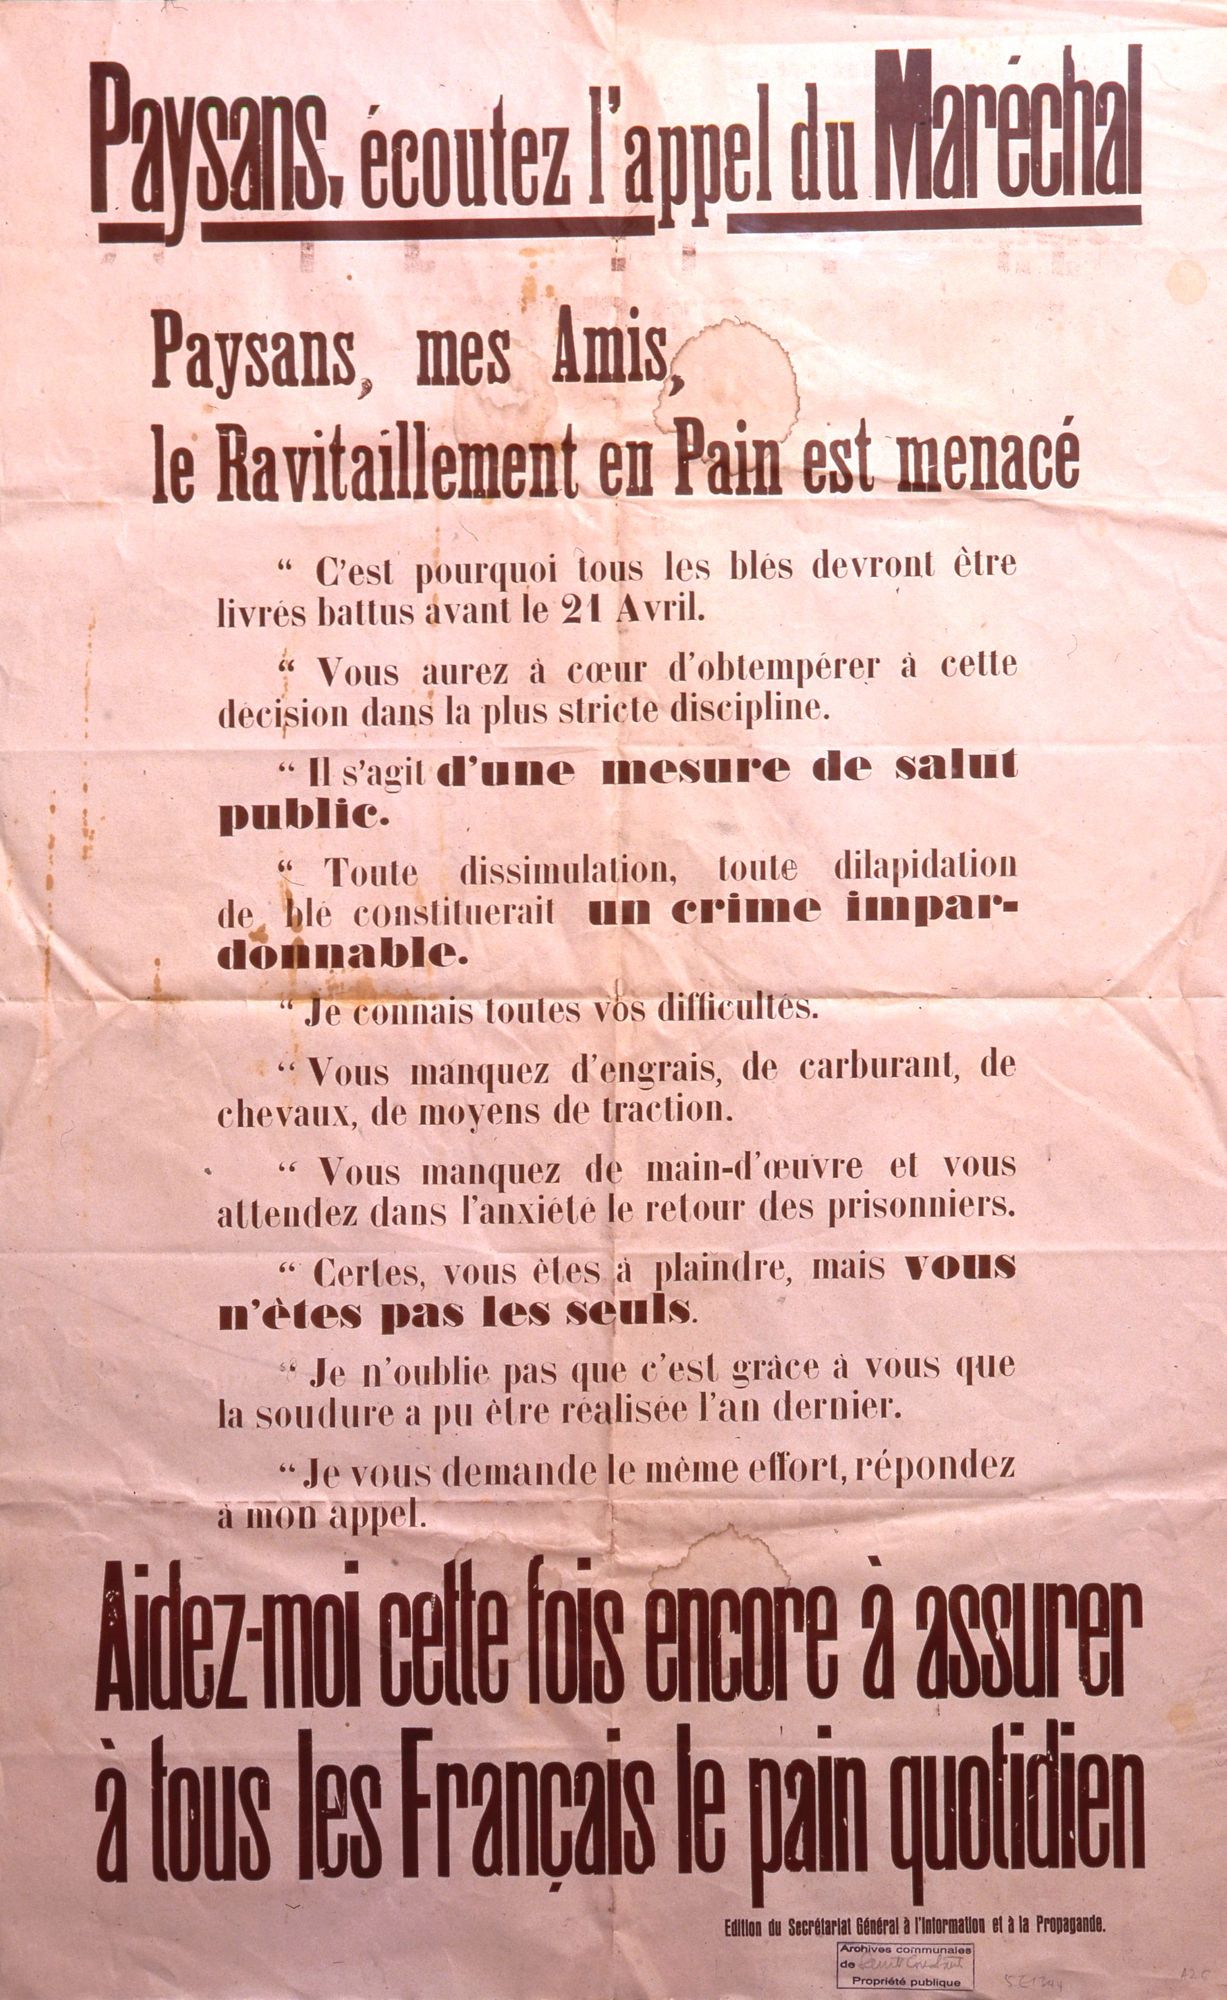 Paysans, écoutez l'appel du Maréchal
Paysans, mes Amis,
le Ravitaillement en Pain est menacé
“ C'est pourquoi tous les blés devront être
livrés battus avant le 21 Avril.
“ Vous aurez à cœur d'obtempérer à cette
décision dans la plus stricte discipline.
“ Il s'agit d'une mesure de salut
public.
“ Toute dissimulation, toute dilapidation
de blé constituerait un crime impar-
donnable.
“ Je connais toutes vos difficultés.
“ Vous manquez d'engrais, de carburant, de
chevaux, de moyens de traction.
“ Vous manquez de main-d'œuvre et vous
attendez dans l'anxiété le retour des prisonniers.
“ Certes, vous êtes à plaindre, mais vous
n'êtes pas les seuls.
“ Je n'oublie pas que c'est grâce à vous que
la soudure a pu être réalisée l'an dernier.
“ Je vous demande le même effort, répondez
à mon appel.
Aidez-moi cette fois encore à assurer
à tous les Français le pain quotidien
Edition du Secrétariat Général à l'Information et à la Propagande.
Archives communales
de
Propriété publique